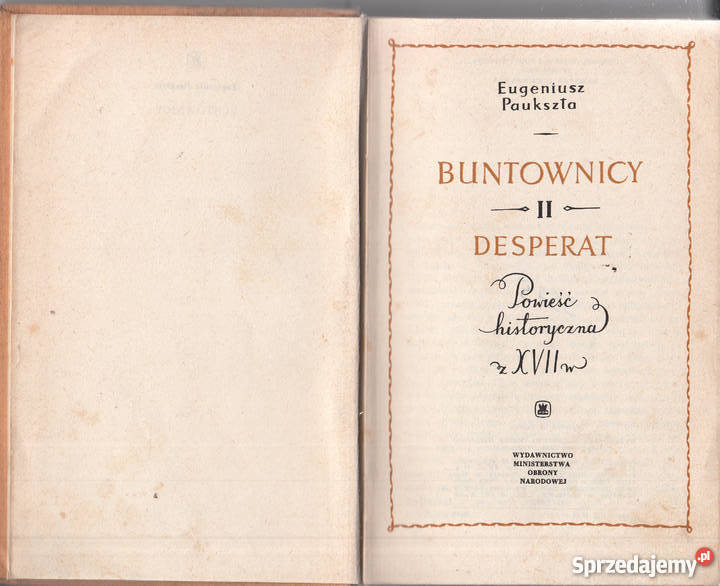 Eugeniusz
Paukszta
BUNTOWNICY
II
DESPERAT
Powieść
historyczna
z XVII w
WYDAWNICTWO
MINISTERSTWA
OBRONY
NARODOWEJ
Sprzedajemy.pl